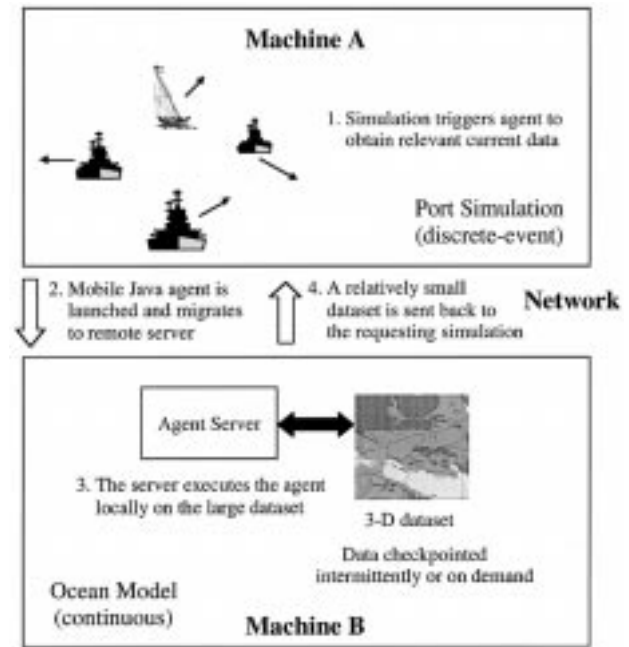 Machine A
1. Simulation triggers agent to
obtain relevant current data
Port Simulation
(discrete-event)
2. Mobile Java agent is
launched and migrates
to remote server
4. A relatively small
dataset is sent back to
the requesting simulation
Network
Agent Server
3. The server executes the agent
locally on the large dataset
3-D dataset
Data checkpointed
intermittently or on demand
Ocean Model
(continuous)
Machine B